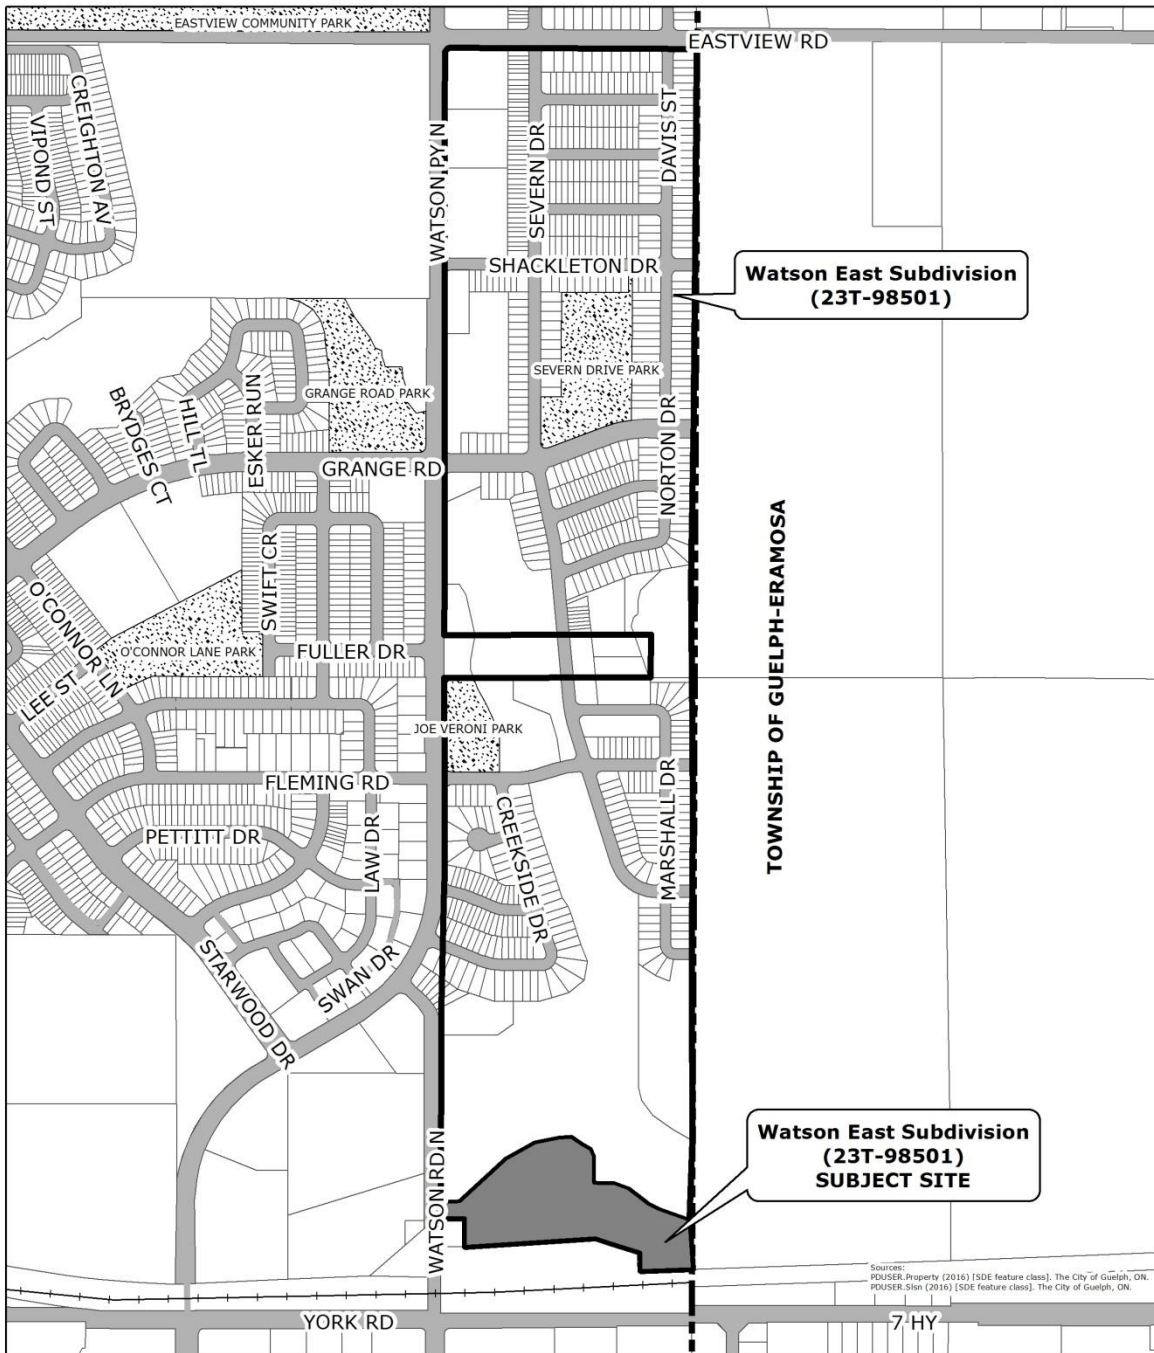 EASTVIEW COMMUNITY PARK
EASTVIEW RD
CREIGHTON AV
VIPOND ST
WATSON PY N
SEVERN DR
DAVIS ST
SHACKLETON DR
Watson East Subdivision
(23T-98501)
SEVERN DRIVE PARK
GRANGE ROAD PARK
BRYDGES CT
HILL TL
ESKER RUN
GRANGE RD
NORTON DR
SWIFT CR
O'CONNOR LN
O'CONNOR LANE PARK
FULLER DR
LEE ST
TOWNSHIP OF GUELPH-ERAMOSA
JOE VERONI PARK
FLEMING RD
PETTITT DR
LAW DR
CREEKSIDE DR
MARSHALL DR
STARWOOD DR
SWAN DR
WATSON RD N
Watson East Subdivision
(23T-98501)
SUBJECT SITE
Sources:
PDUSER.Property (2016) [SDE feature class]. The City of Guelph, ON.
PDUSER.Slsn (2016) [SDE feature class]. The City of Guelph, ON.
YORK RD
7 HY